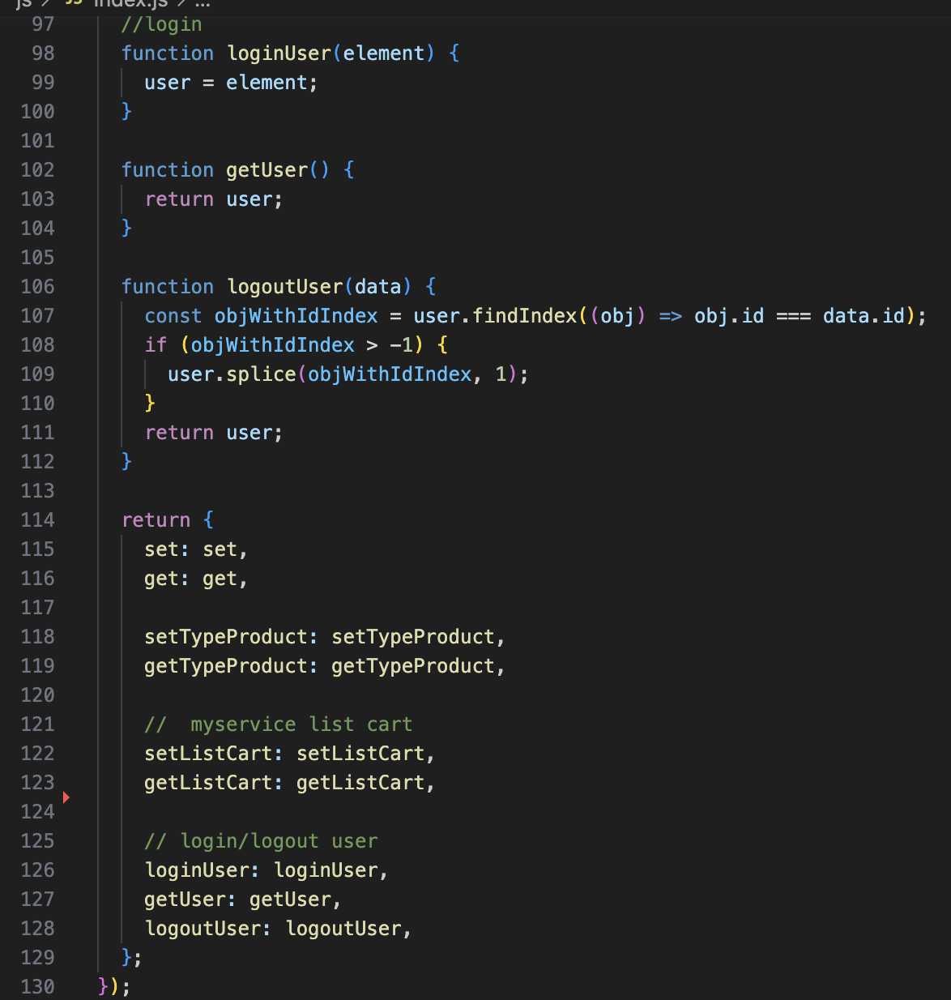 js > JS index.js > ...
97 //login
98 function loginUser(element) {
99 user = element;
100 }
101
102 function getUser() {
103 return user;
104 }
105
106 function logoutUser(data) {
107 const objWithIdIndex = user.findIndex((obj) => obj.id === data.id);
108 if (objWithIdIndex > -1) {
109 user.splice(objWithIdIndex, 1);
110 }
111 return user;
112 }
113
114 return {
115 set: set,
116 get: get,
117
118 setTypeProduct: setTypeProduct,
119 getTypeProduct: getTypeProduct,
120
121 //  myservice list cart
122 setListCart: setListCart,
123 getListCart: getListCart,
124
125 // login/logout user
126 loginUser: loginUser,
127 getUser: getUser,
128 logoutUser: logoutUser,
129 };
130 });